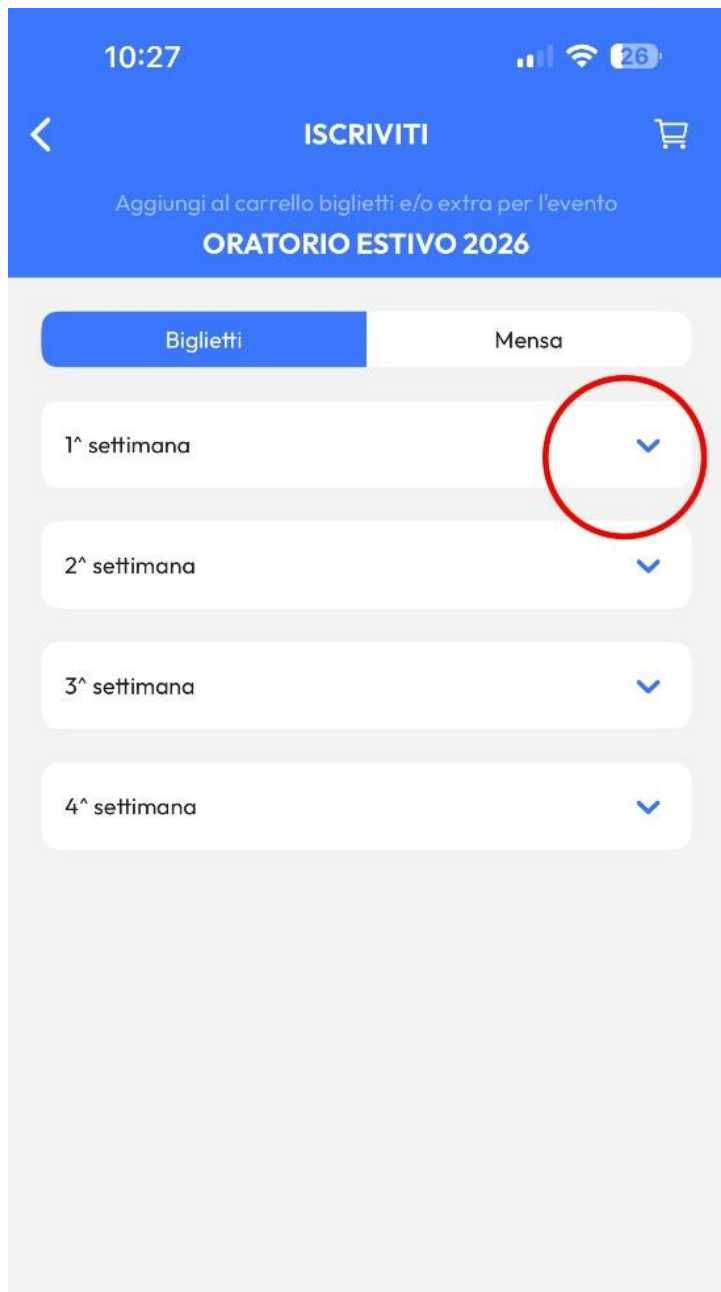 10:27
26
ISCRIVITI
Aggiungi al carrello biglietti e/o extra per l'evento
ORATORIO ESTIVO 2026
Biglietti
Mensa
1^ settimana
2^ settimana
3^ settimana
4^ settimana